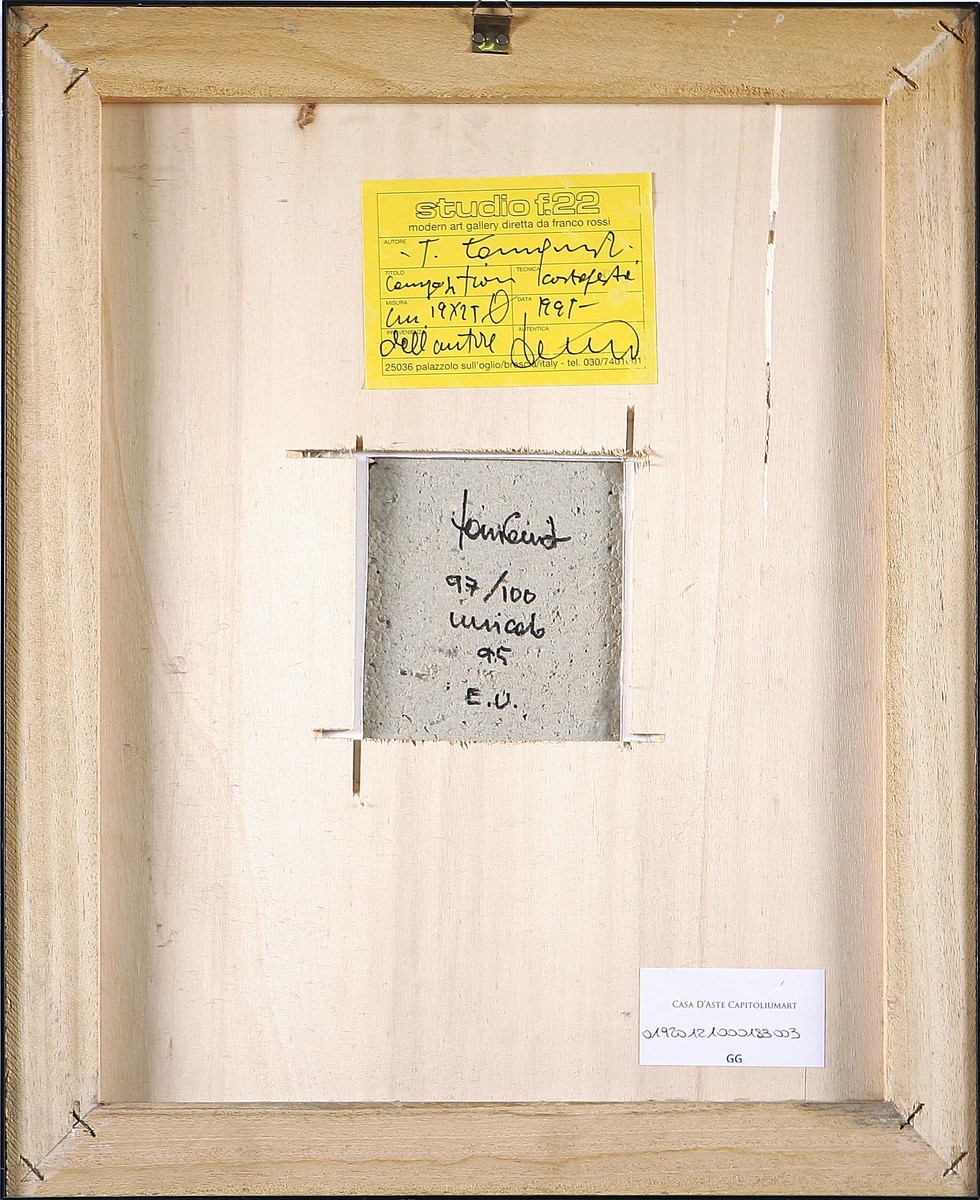 studio f.22
modern art gallery diretta da franco rossi
AUTORE T.
TITOLO Composition TECNICA
MISURA cm. 19x25 DATA 1995-
dell'autore AUTENTICA
25036 palazzolo sull'oglio/brescia/italy - tel. 030/7401
97/100
unicato
95
E.U.
CASA D'ASTE CAPITOLIUMART
01920121000183003
GG